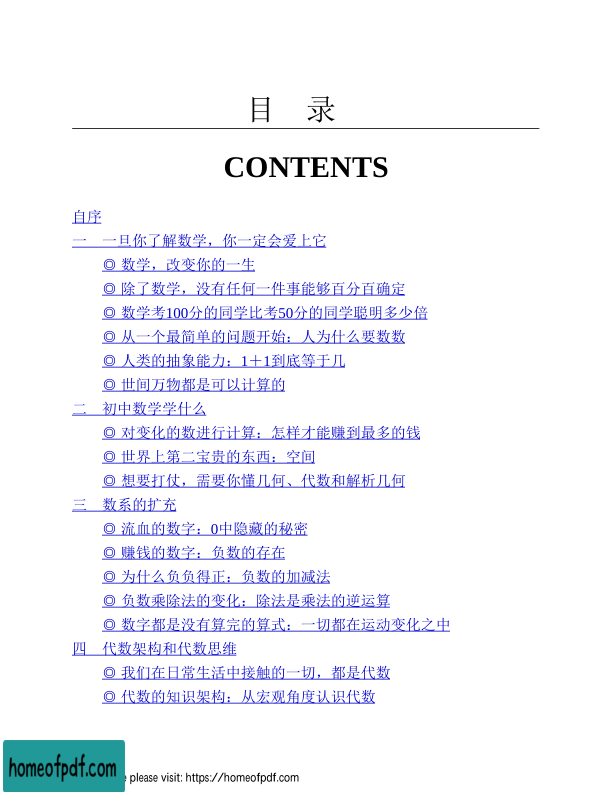 目 录
CONTENTS
自序
一 一旦你了解数学，你一定会爱上它
◎ 数学，改变你的一生
◎ 除了数学，没有任何一件事能够百分百确定
◎ 数学考100分的同学比考50分的同学聪明多少倍
◎ 从一个最简单的问题开始：人为什么要数数
◎ 人类的抽象能力：1＋1到底等于几
◎ 世间万物都是可以计算的
二 初中数学学什么
◎ 对变化的数进行计算：怎样才能赚到最多的钱
◎ 世界上第二宝贵的东西：空间
◎ 想要打仗，需要你懂几何、代数和解析几何
三 数系的扩充
◎ 流血的数字：0中隐藏的秘密
◎ 赚钱的数字：负数的存在
◎ 为什么负负得正：负数的加减法
◎ 负数乘除法的变化：除法是乘法的逆运算
◎ 数字都是没有算完的算式：一切都在运动变化之中
四 代数架构和代数思维
◎ 我们在日常生活中接触的一切，都是代数
◎ 代数的知识架构：从宏观角度认识代数
homeofpdf.com
please visit: https://homeofpdf.com